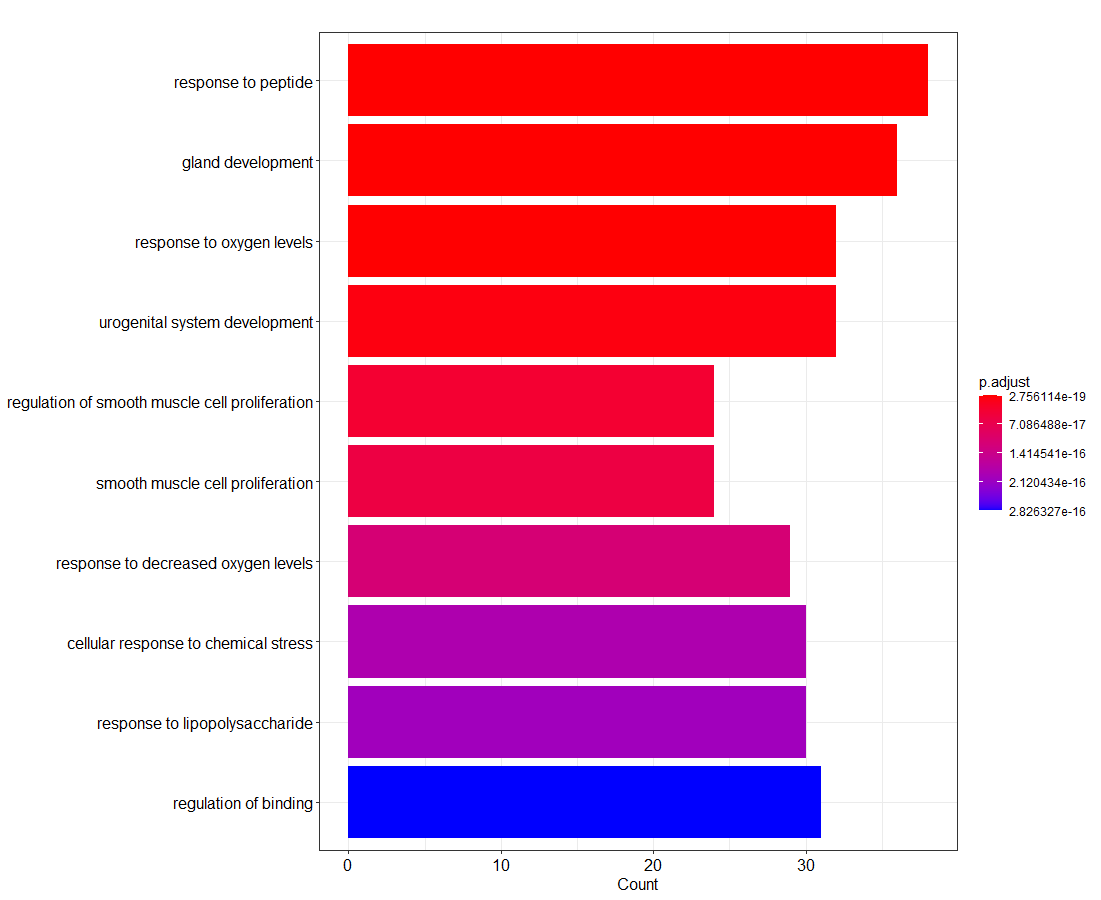 response to peptide
gland development
response to oxygen levels
urogenital system development
regulation of smooth muscle cell proliferation
smooth muscle cell proliferation
response to decreased oxygen levels
cellular response to chemical stress
response to lipopolysaccharide
regulation of binding
0 10 20 30
Count
p.adjust
2.756114e-19
7.086488e-17
1.414541e-16
2.120434e-16
2.826327e-16